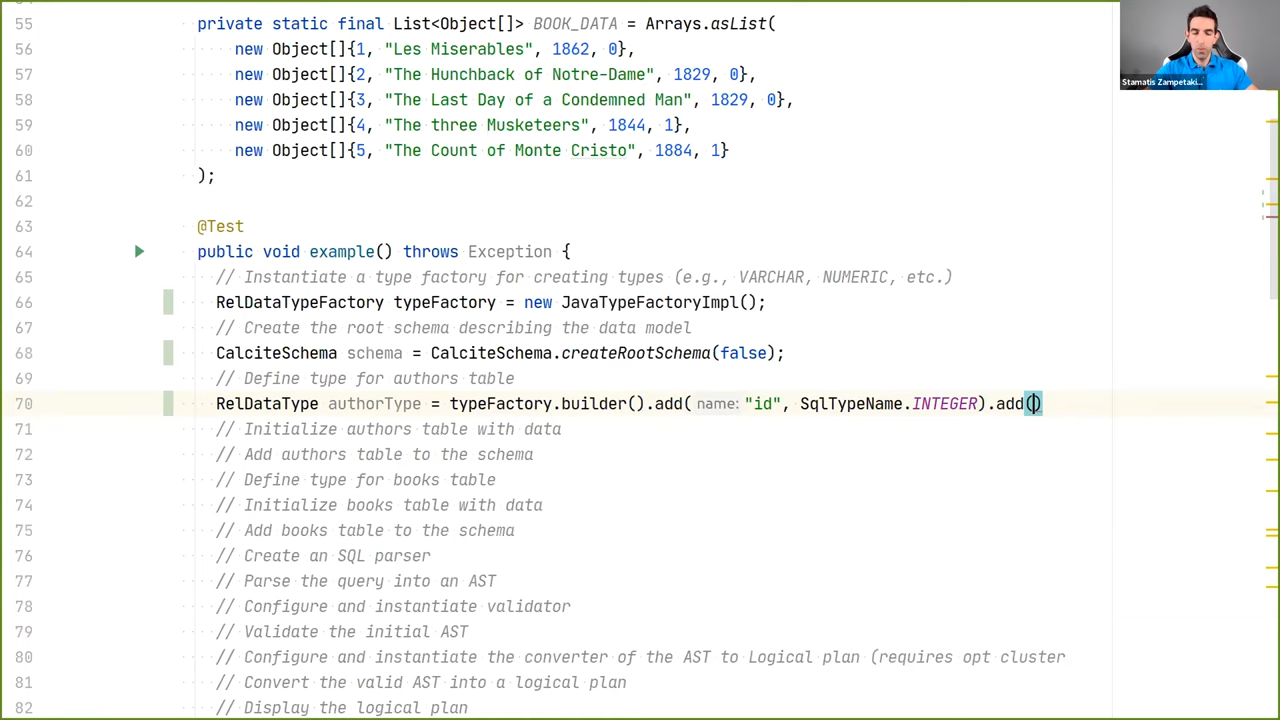 55 private static final List<Object[]> BOOK_DATA = Arrays.asList(
56 new Object[]{1, "Les Miserables", 1862, 0},
57 new Object[]{2, "The Hunchback of Notre-Dame", 1829, 0},
58 new Object[]{3, "The Last Day of a Condemned Man", 1829, 0},
59 new Object[]{4, "The three Musketeers", 1844, 1},
60 new Object[]{5, "The Count of Monte Cristo", 1884, 1}
61 );
62
63 @Test
64 public void example() throws Exception {
65 // Instantiate a type factory for creating types (e.g., VARCHAR, NUMERIC, etc.)
66 RelDataTypeFactory typeFactory = new JavaTypeFactoryImpl();
67 // Create the root schema describing the data model
68 CalciteSchema schema = CalciteSchema.createRootSchema(false);
69 // Define type for authors table
70 RelDataType authorType = typeFactory.builder().add( name: "id", SqlTypeName.INTEGER).add()
71 // Initialize authors table with data
72 // Add authors table to the schema
73 // Define type for books table
74 // Initialize books table with data
75 // Add books table to the schema
76 // Create an SQL parser
77 // Parse the query into an AST
78 // Configure and instantiate validator
79 // Validate the initial AST
80 // Configure and instantiate the converter of the AST to Logical plan (requires opt cluster
81 // Convert the valid AST into a logical plan
82 // Display the logical plan
Stamatis Zampetaki...